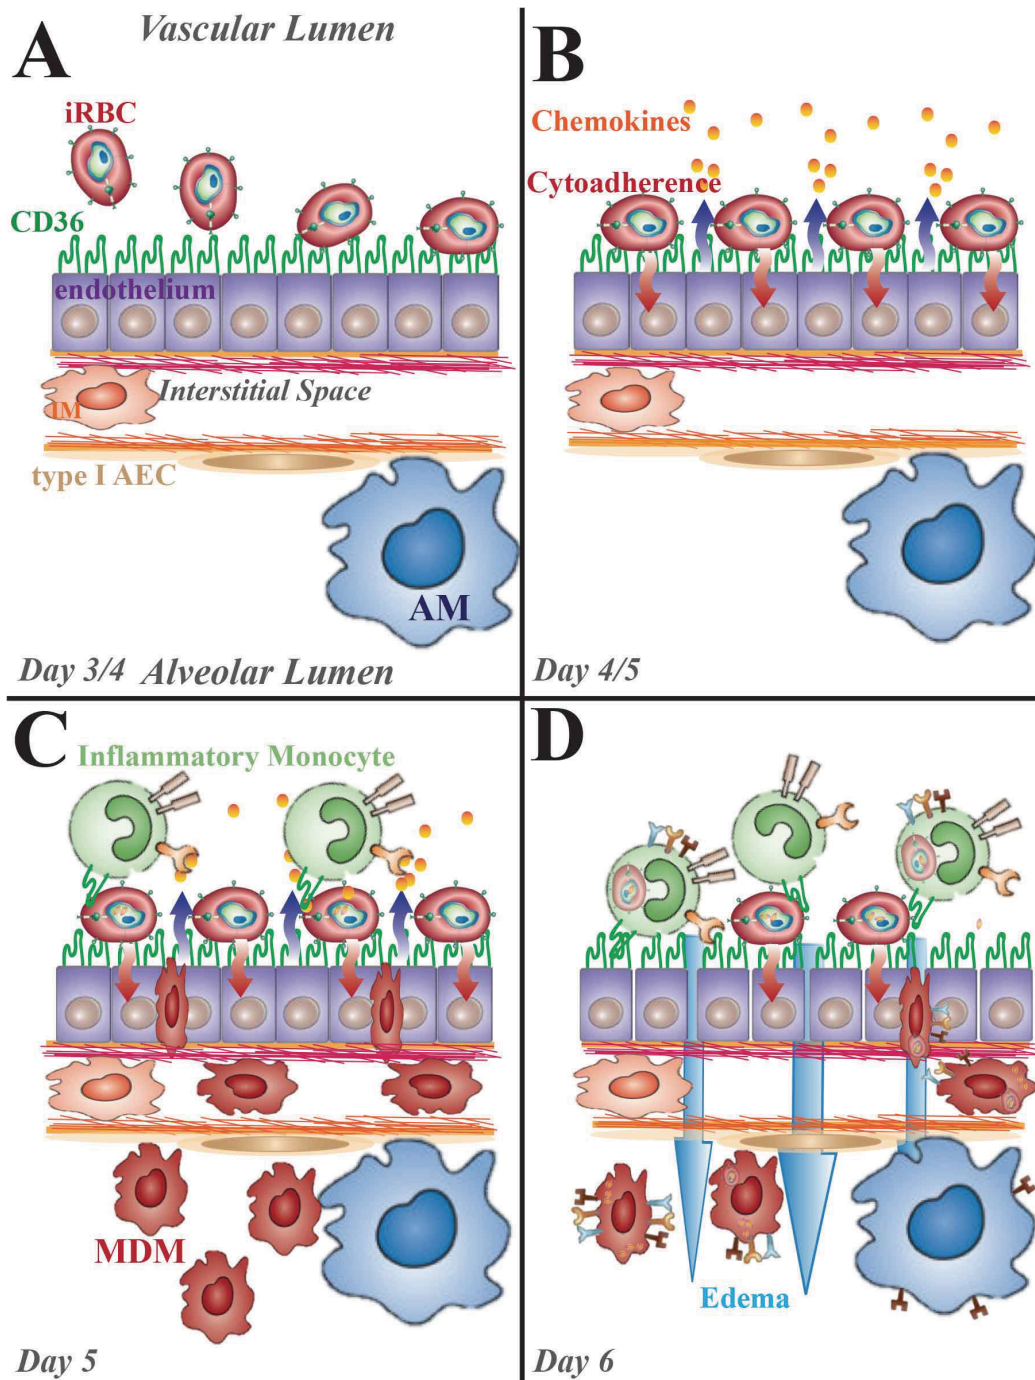 A
Vascular Lumen
iRBC
CD36
endothelium
Interstitial Space
IM
type I AEC
AM
Day 3/4 Alveolar Lumen
B
Chemokines
Cytoadherence
Day 4/5
C
Inflammatory Monocyte
MDM
Day 5
D
Edema
Day 6